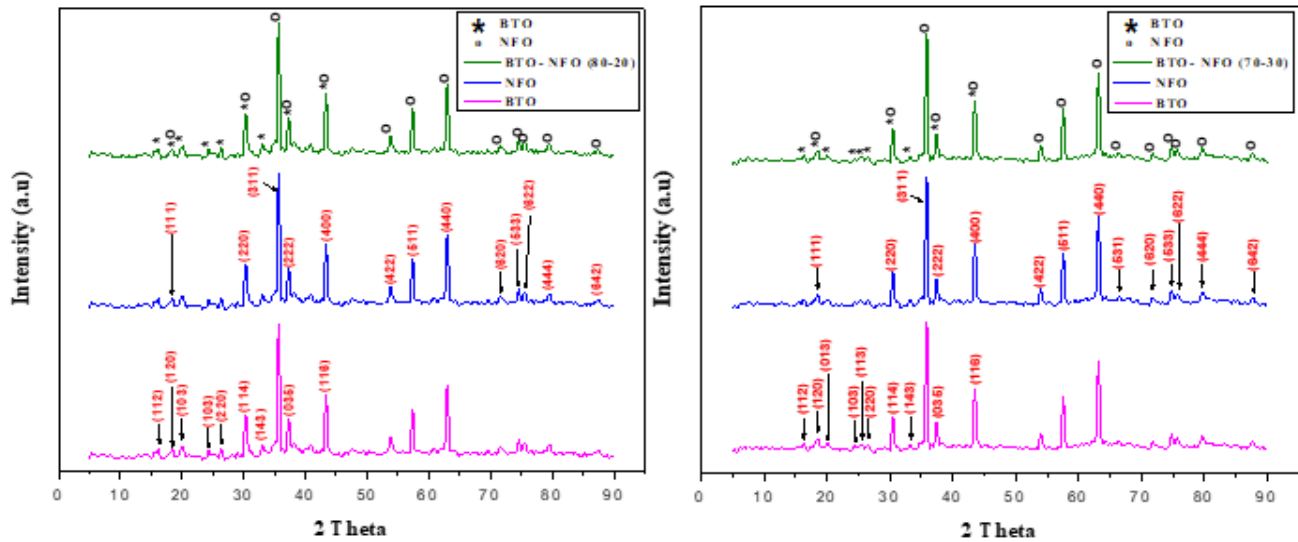 * BTO
o NFO
BTO- NFO (80-20)
NFO
BTO
* * O * * * * O * O * O * O O O O O O O O
(111)
(220)
(311)
(222)
(400)
(422)
(511)
(440)
(620)
(533)
(622)
(444)
(642)
(112)
(120)
(103)
(103)
(220)
(114)
(143)
(035)
(116)
Intensity (a.u)
0 10 20 30 40 50 60 70 80 90
2 Theta
* BTO
o NFO
BTO- NFO (70-30)
NFO
BTO
(111)
(220)
(311)
(222)
(400)
(422)
(511)
(440)
(531)
(620)
(533)
(622)
(444)
(642)
(112)
(120)
(013)
(103)
(113)
(220)
(114)
(143)
(035)
(116)
Intensity (a.u)
0 10 20 30 40 50 60 70 80 90
2 Theta